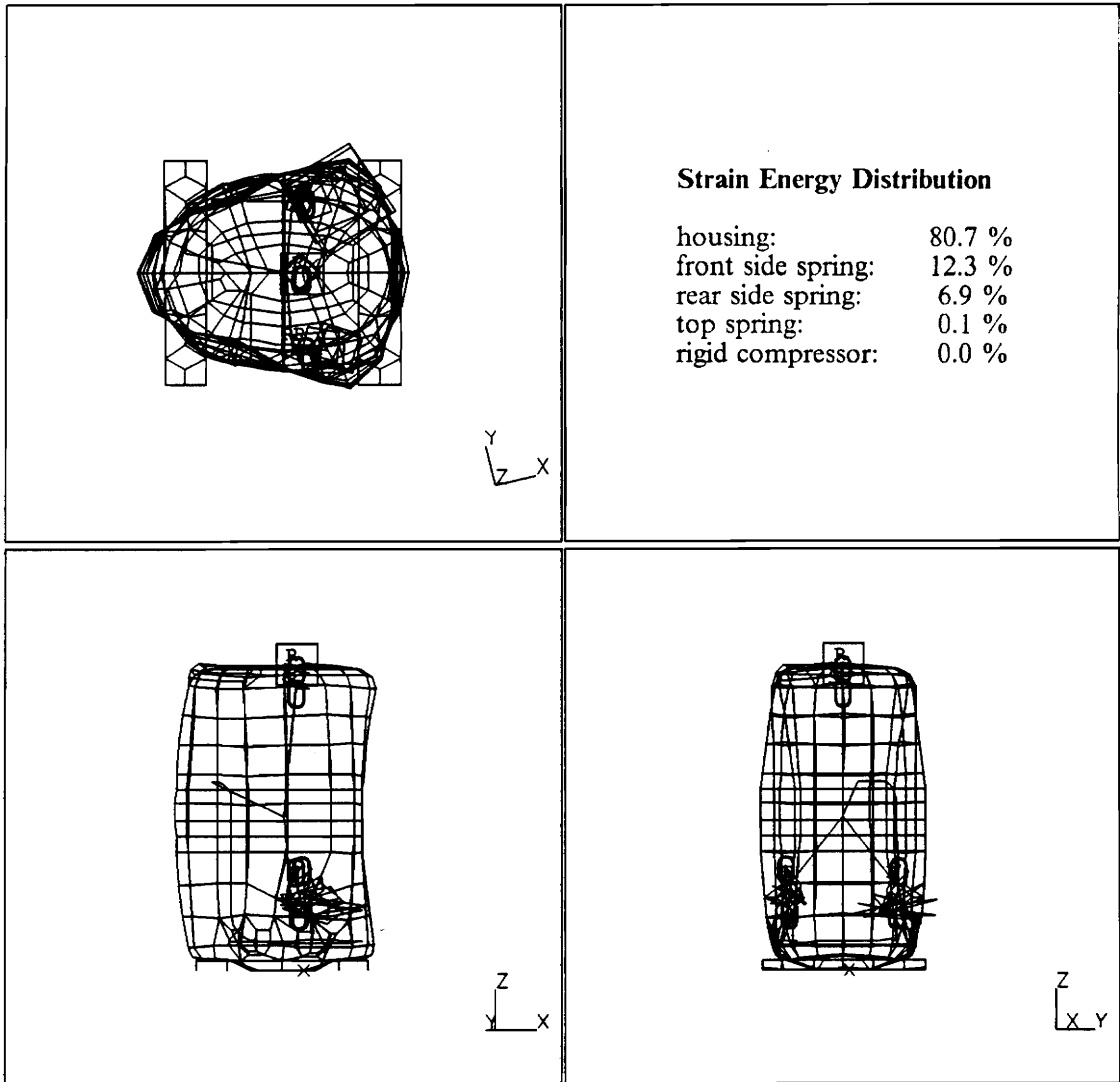 Strain Energy Distribution
housing: 80.7 %
front side spring: 12.3 %
rear side spring: 6.9 %
top spring: 0.1 %
rigid compressor: 0.0 %
Y
Z X
Z
Y X
Z
X Y